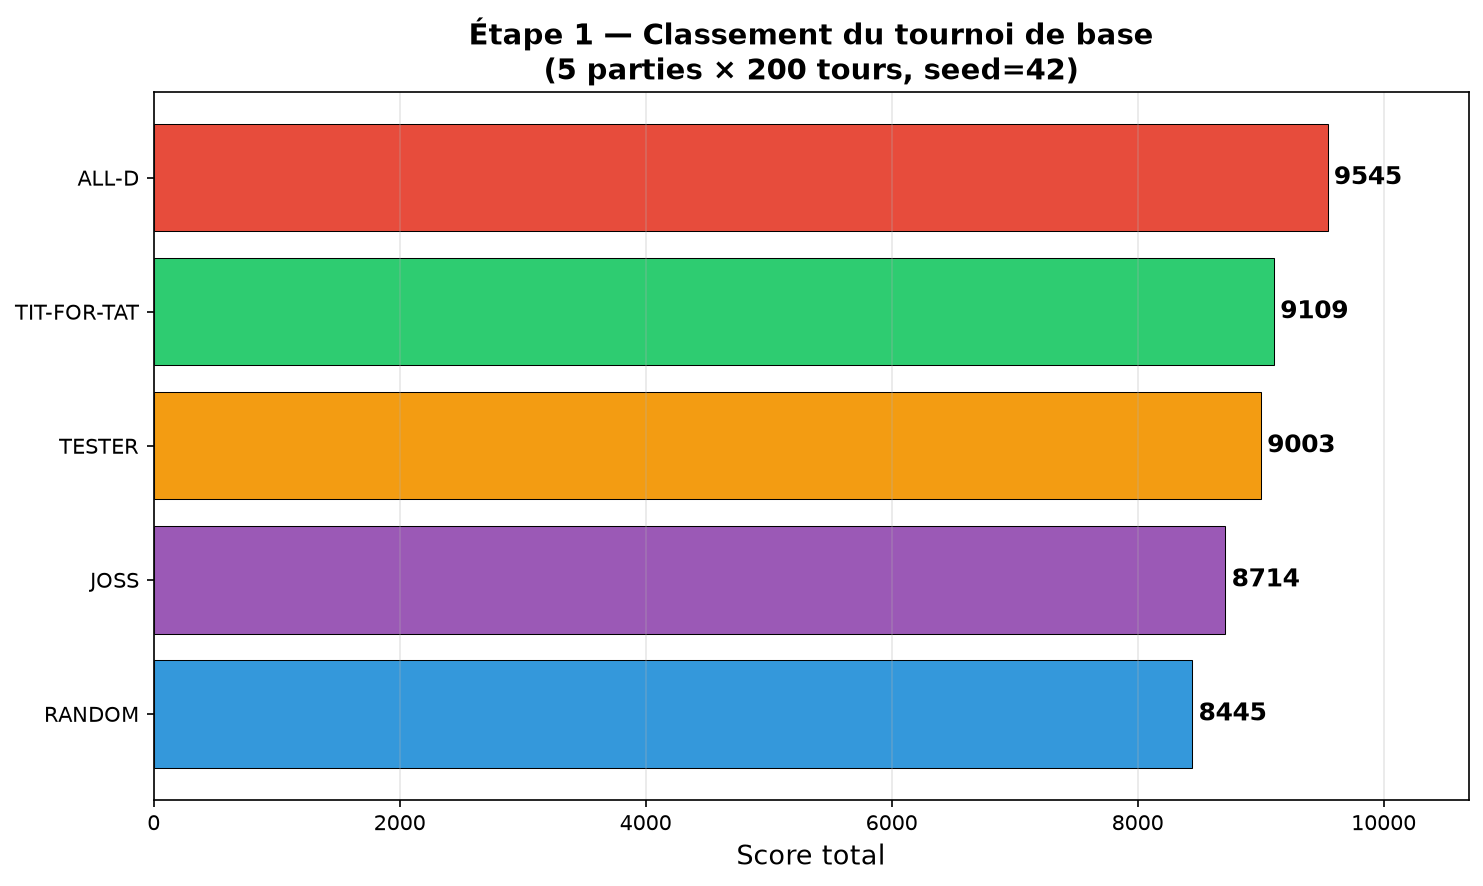 Étape 1 — Classement du tournoi de base
(5 parties × 200 tours, seed=42)
ALL-D
9545
TIT-FOR-TAT
9109
TESTER
9003
JOSS
8714
RANDOM
8445
0 2000 4000 6000 8000 10000
Score total